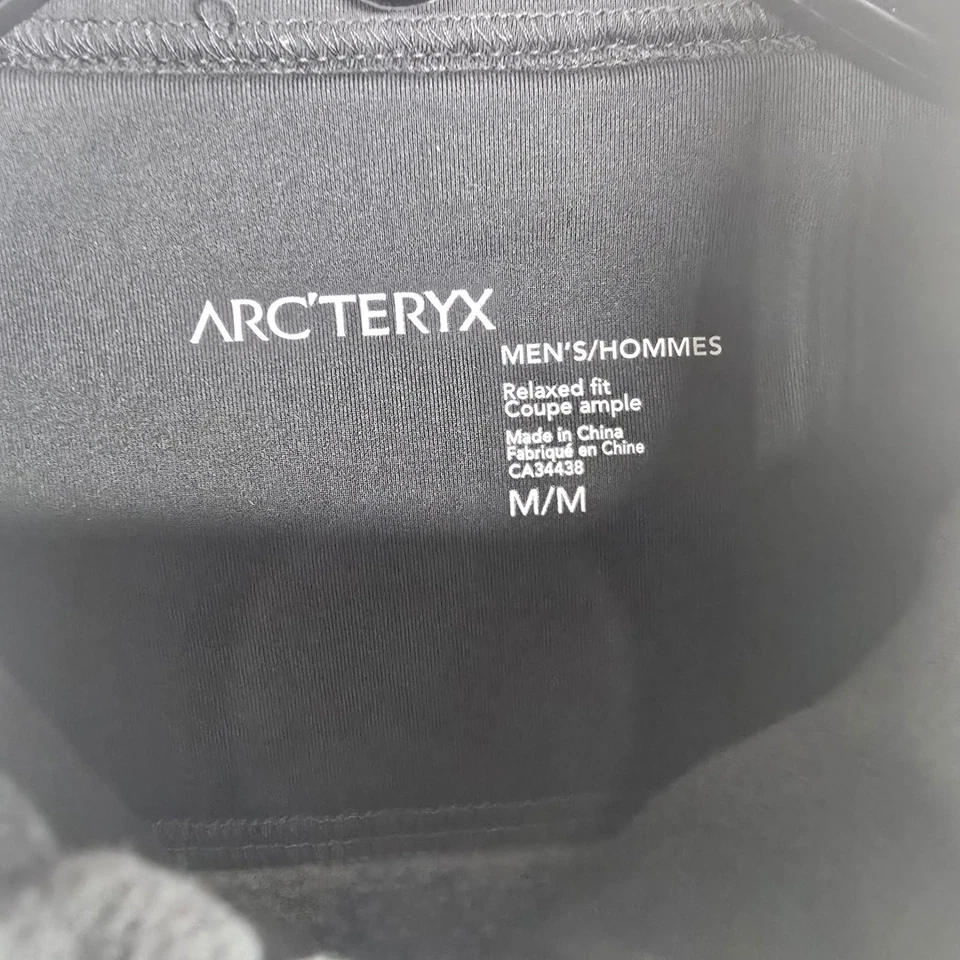 ARC'TERYX
MEN'S/HOMMES
Relaxed fit
Coupe ample
Made in China
Fabriqué en Chine
CA34438
M/M